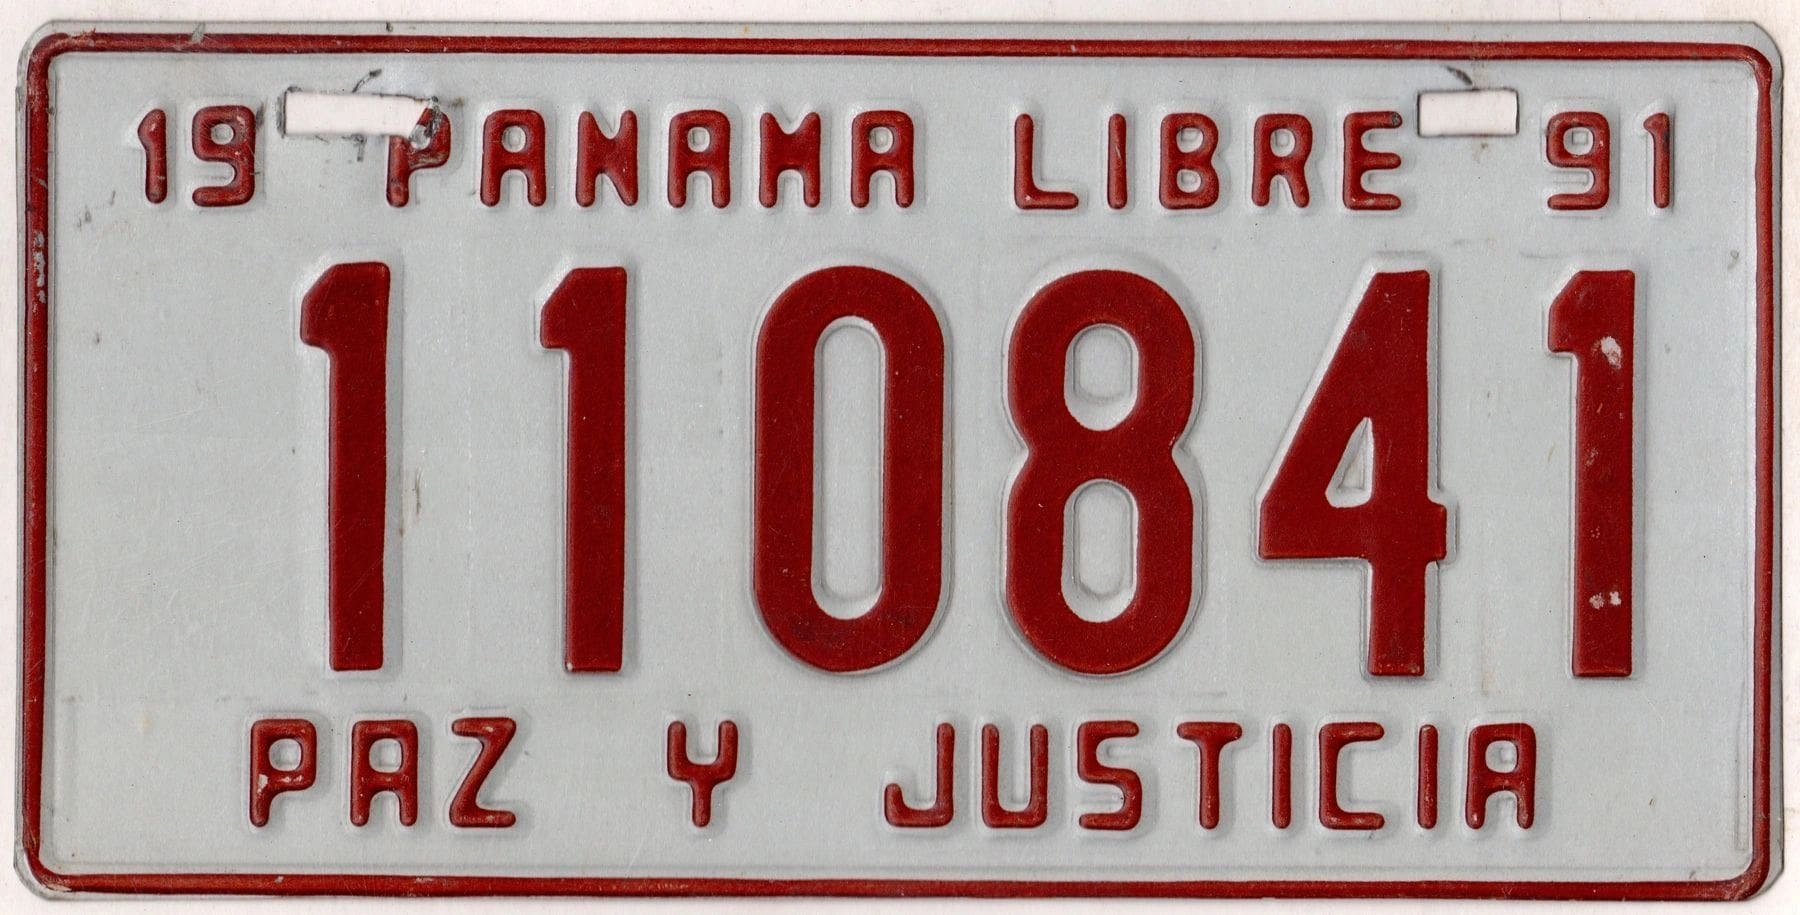 19 PANAMA LIBRE 91
110841
PAZ Y JUSTICIA